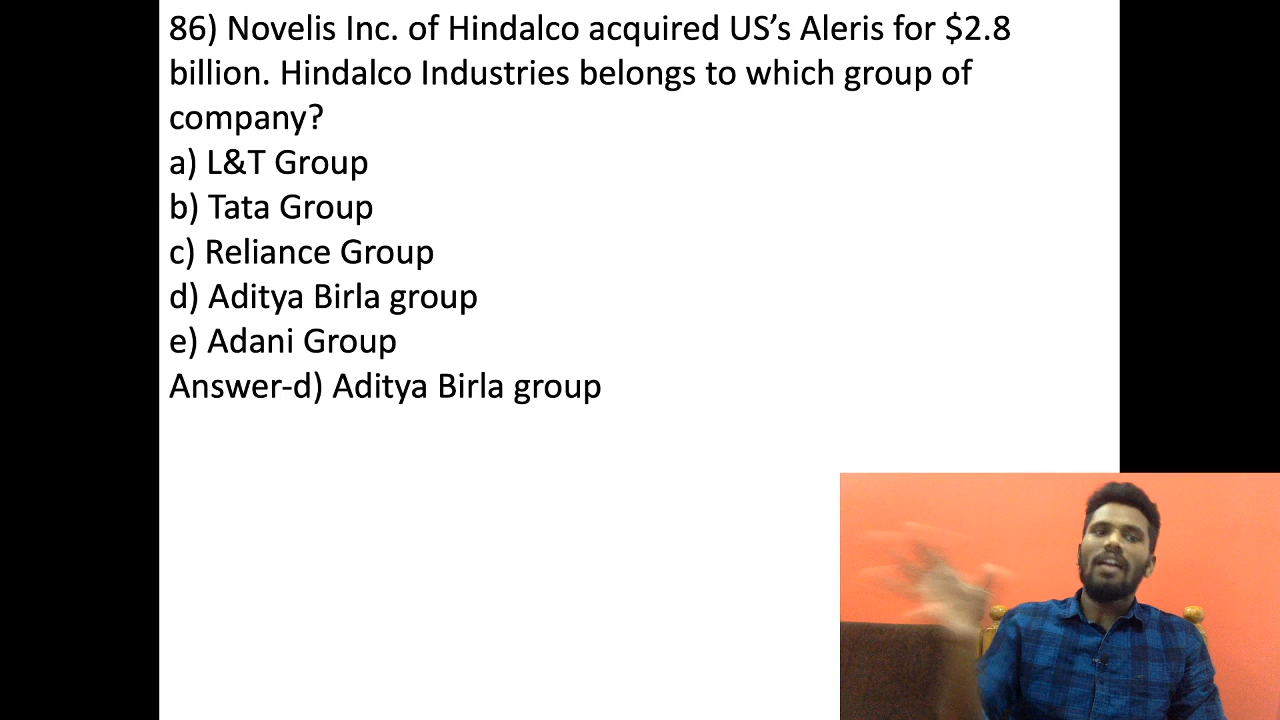 86) Novelis Inc. of Hindalco acquired US’s Aleris for $2.8
billion. Hindalco Industries belongs to which group of
company?
a) L&T Group
b) Tata Group
c) Reliance Group
d) Aditya Birla group
e) Adani Group
Answer-d) Aditya Birla group